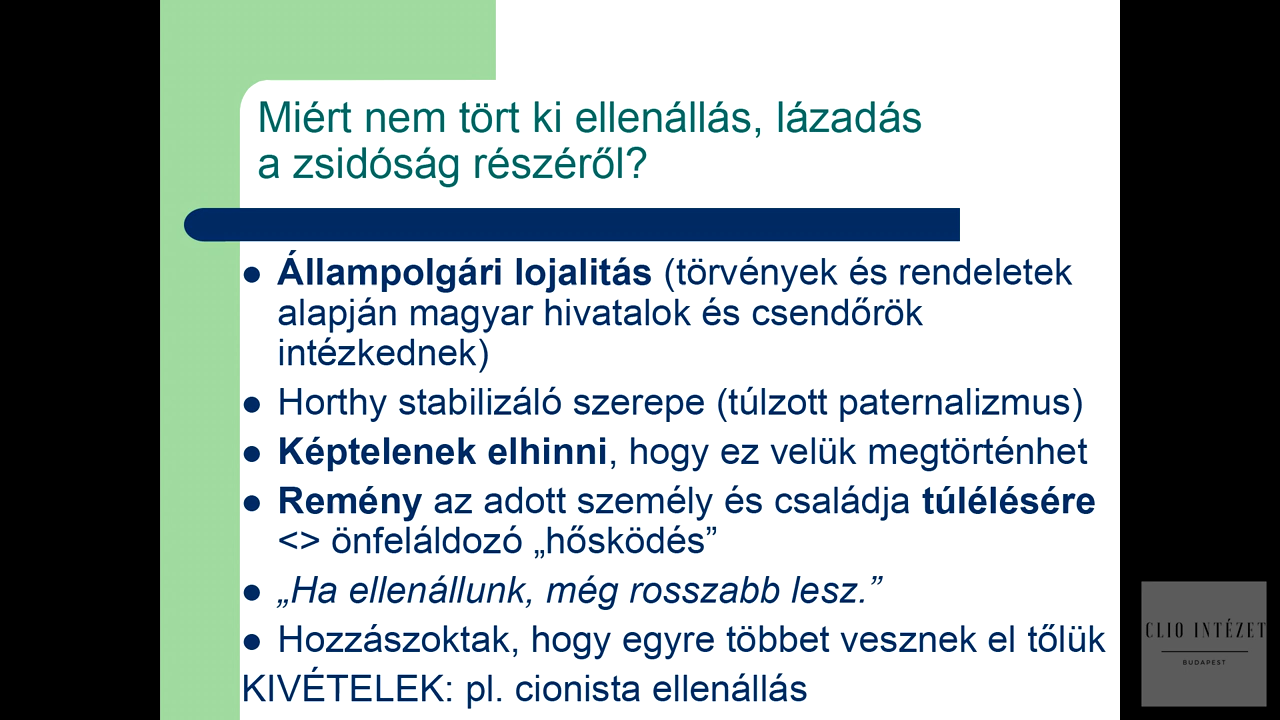 Miért nem tört ki ellenállás, lázadás
a zsidóság részéről?
● Állampolgári lojalitás (törvények és rendeletek
alapján magyar hivatalok és csendőrök
intézkednek)
● Horthy stabilizáló szerepe (túlzott paternalizmus)
● Képtelenek elhinni, hogy ez velük megtörténhet
● Remény az adott személy és családja túlélésére
<> önfeláldozó „hősködés”
● „Ha ellenállunk, még rosszabb lesz.”
● Hozzászoktak, hogy egyre többet vesznek el tőlük
KIVÉTELEK: pl. cionista ellenállás
CLIO INTÉZET
BUDAPEST